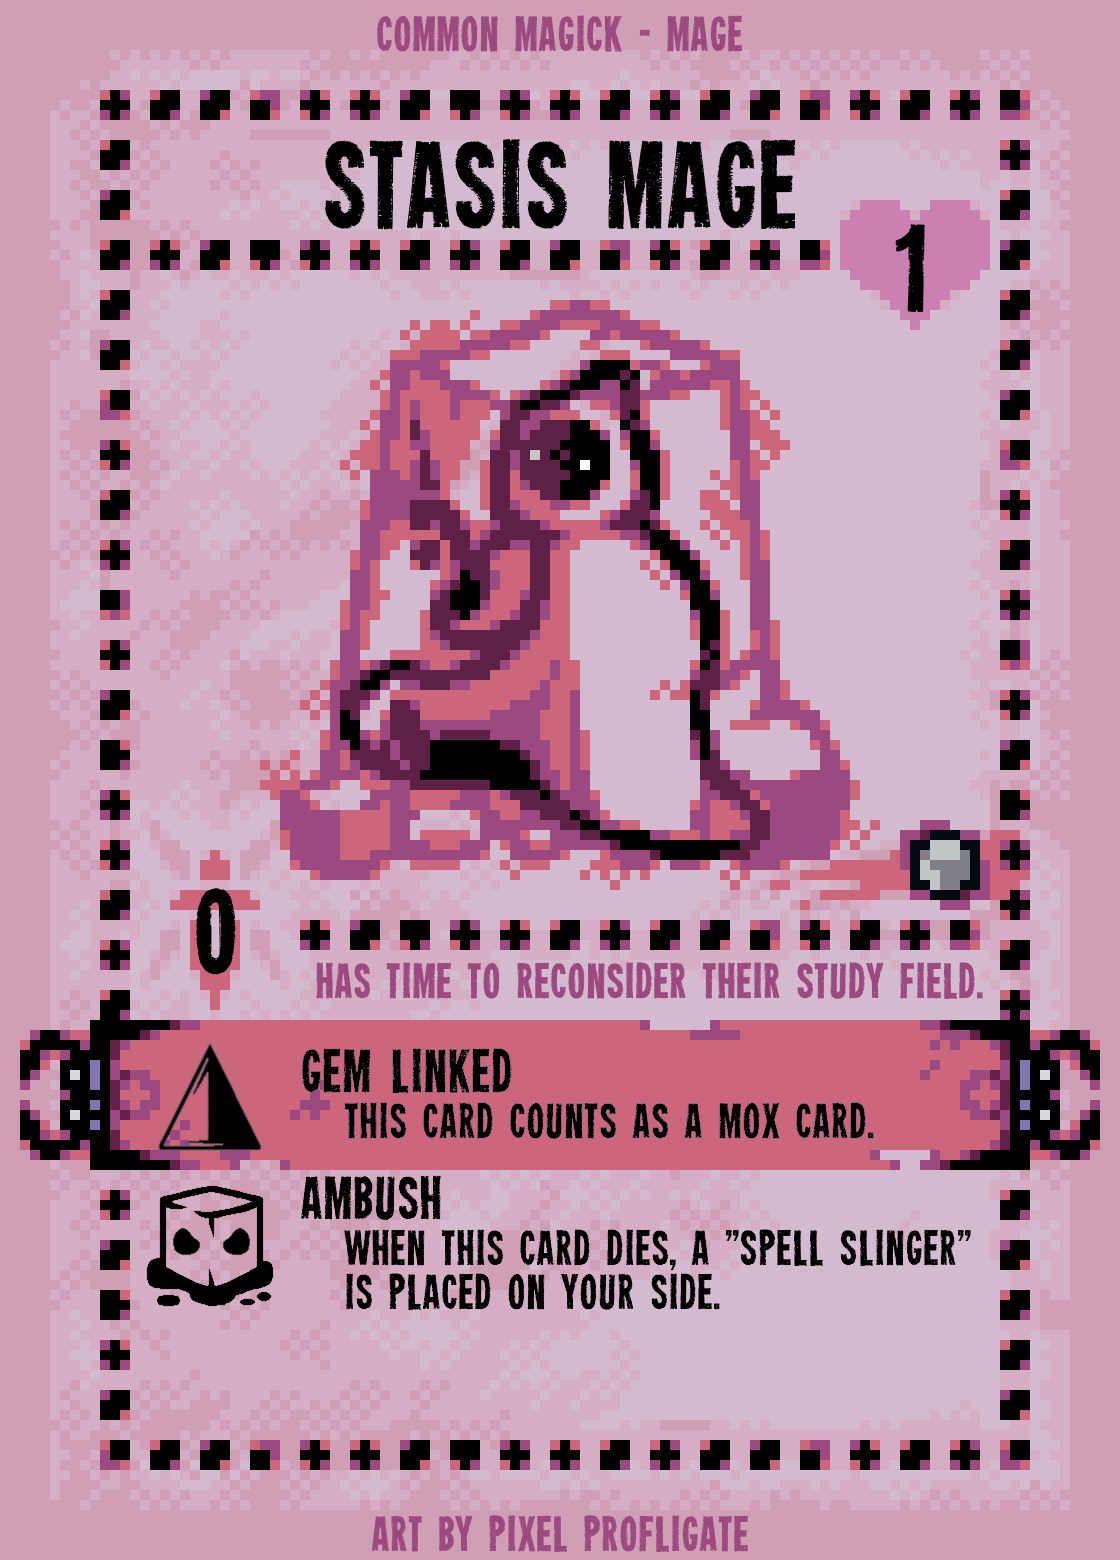 COMMON MAGICK - MAGE
STASIS MAGE
1
0
HAS TIME TO RECONSIDER THEIR STUDY FIELD.
GEM LINKED
THIS CARD COUNTS AS A MOX CARD.
AMBUSH
WHEN THIS CARD DIES, A "SPELL SLINGER"
IS PLACED ON YOUR SIDE.
ART BY PIXEL PROFLIGATE